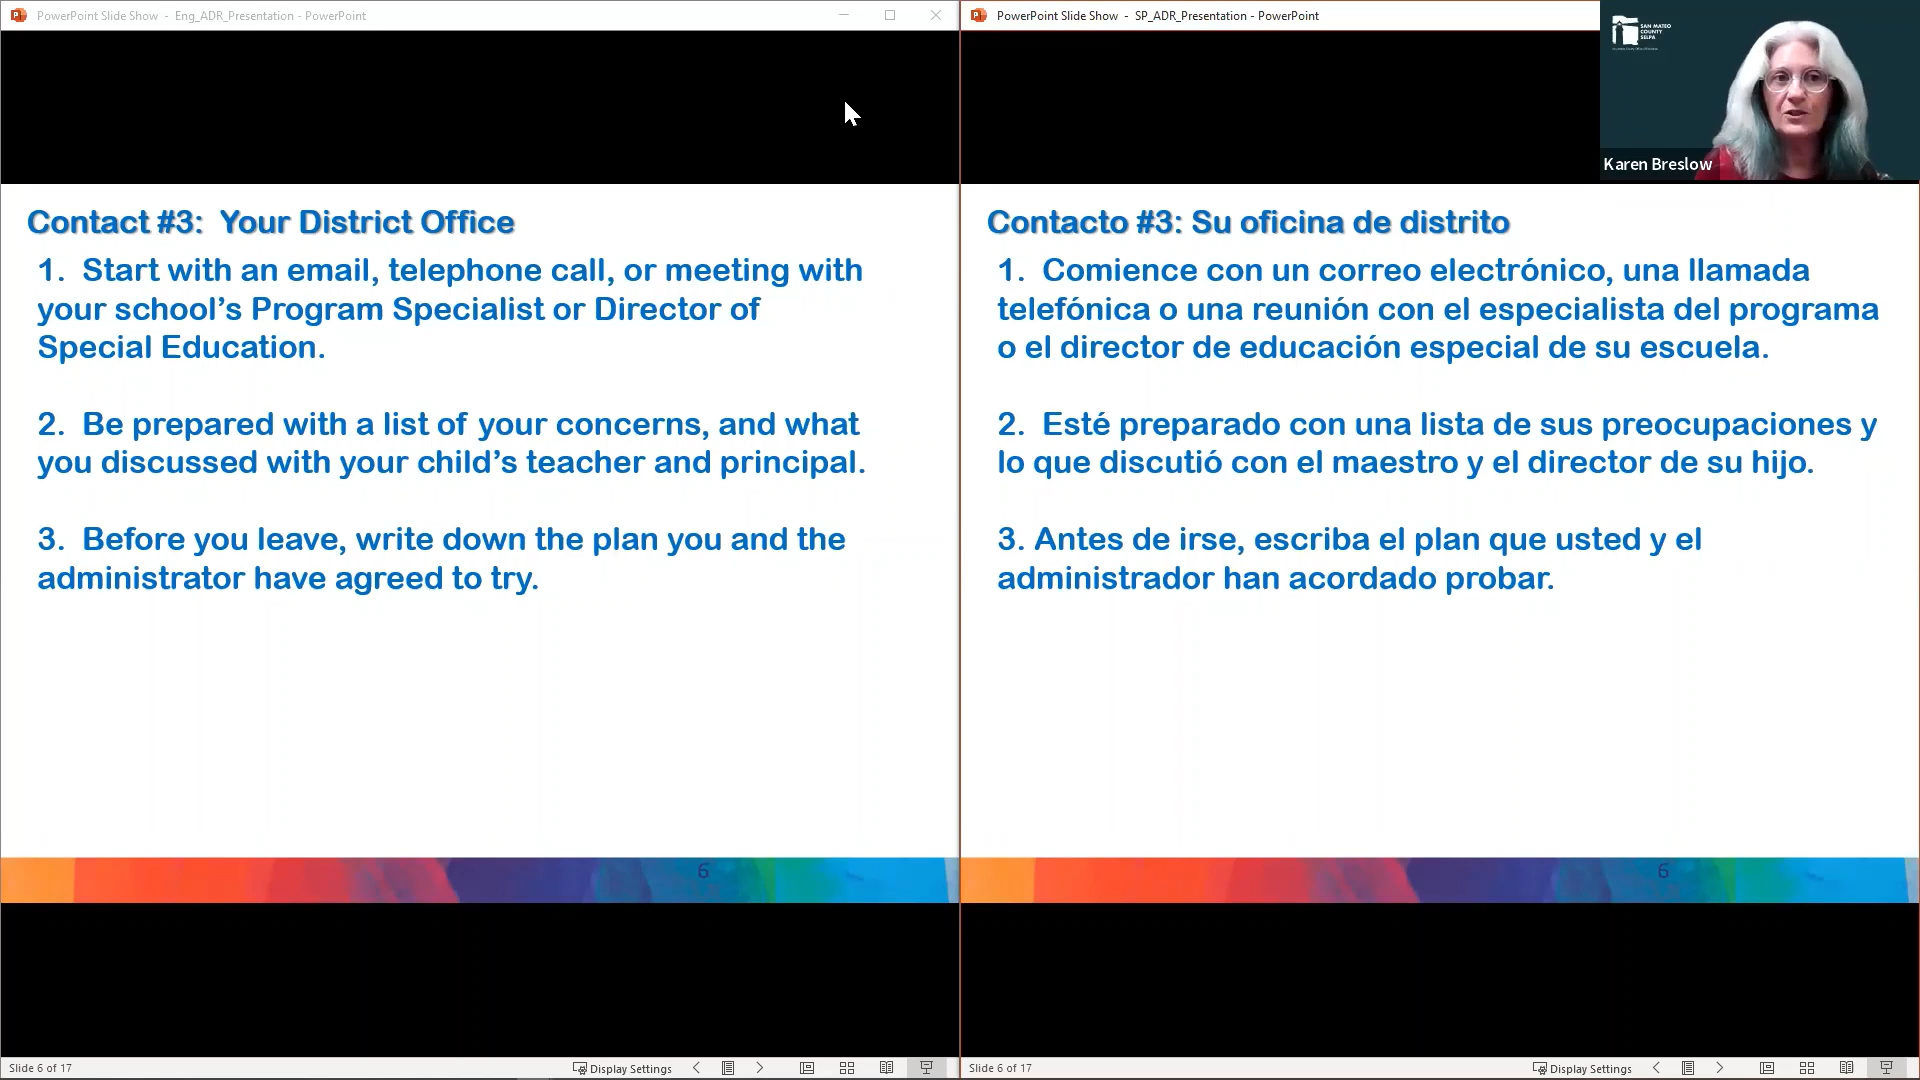 PowerPoint Slide Show - Eng_ADR_Presentation - PowerPoint
Contact #3: Your District Office
1. Start with an email, telephone call, or meeting with
your school’s Program Specialist or Director of
Special Education.
2. Be prepared with a list of your concerns, and what
you discussed with your child’s teacher and principal.
3. Before you leave, write down the plan you and the
administrator have agreed to try.
6
Slide 6 of 17
Display Settings
PowerPoint Slide Show - SP_ADR_Presentation - PowerPoint
SAN MATEO
COUNTY
SELPA
Karen Breslow
Contacto #3: Su oficina de distrito
1. Comience con un correo electrónico, una llamada
telefónica o una reunión con el especialista del programa
o el director de educación especial de su escuela.
2. Esté preparado con una lista de sus preocupaciones y
lo que discutió con el maestro y el director de su hijo.
3. Antes de irse, escriba el plan que usted y el
administrador han acordado probar.
6
Slide 6 of 17
Display Settings